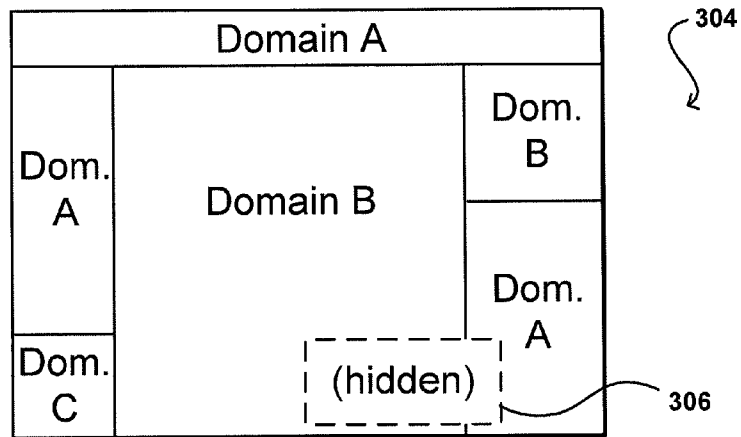 Domain A
304
Dom.
A
Domain B
Dom.
B
Dom.
C
Dom.
A
(hidden)
306